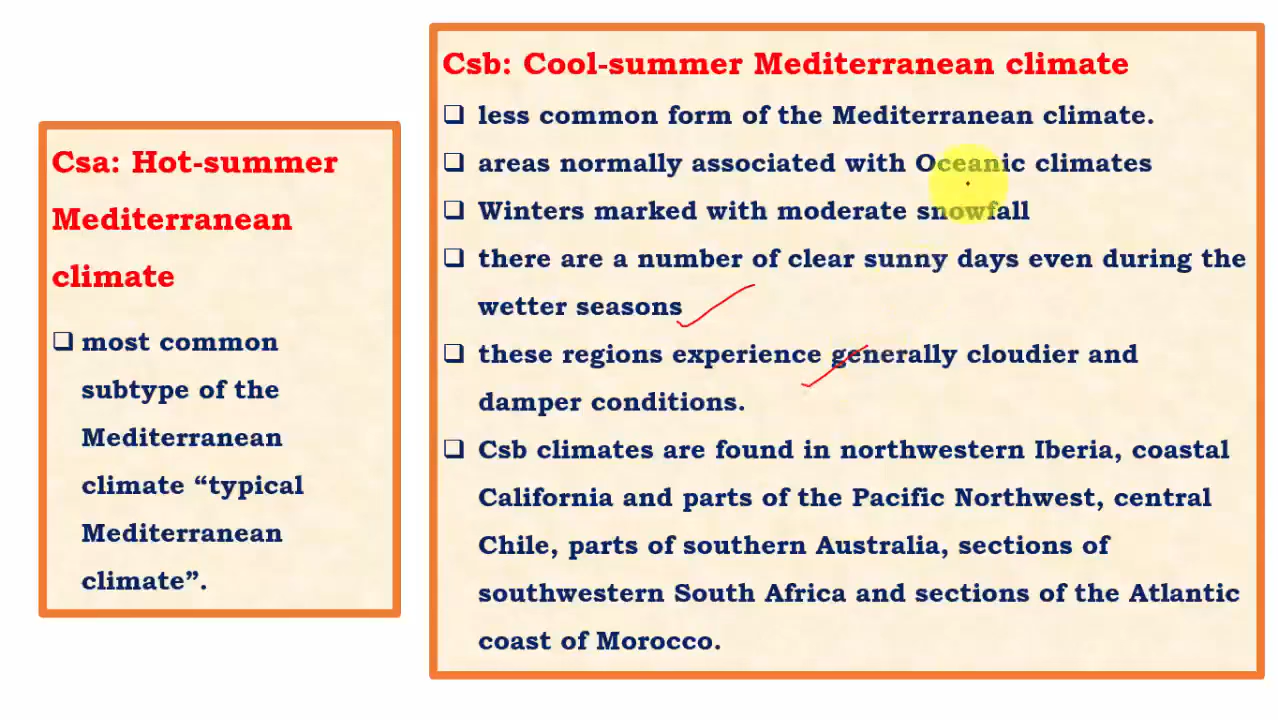 Csa: Hot-summer
Mediterranean
climate
❑ most common
subtype of the
Mediterranean
climate “typical
Mediterranean
climate”.
Csb: Cool-summer Mediterranean climate
❑ less common form of the Mediterranean climate.
❑ areas normally associated with Oceanic climates
❑ Winters marked with moderate snowfall
❑ there are a number of clear sunny days even during the
wetter seasons
❑ these regions experience generally cloudier and
damper conditions.
❑ Csb climates are found in northwestern Iberia, coastal
California and parts of the Pacific Northwest, central
Chile, parts of southern Australia, sections of
southwestern South Africa and sections of the Atlantic
coast of Morocco.